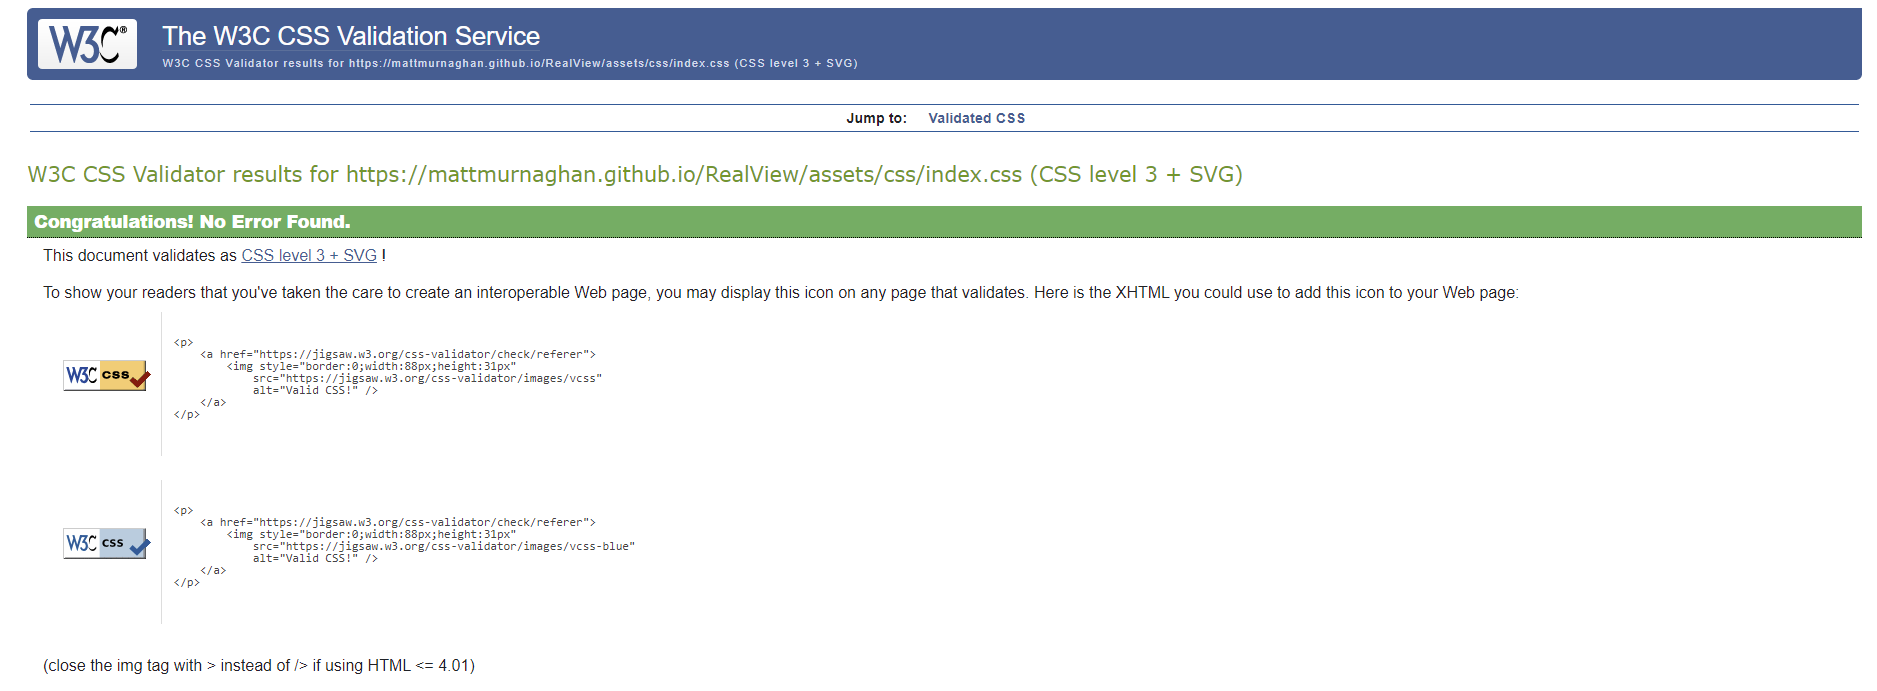 W3C®
The W3C CSS Validation Service
W3C CSS Validator results for https://mattmurnaghan.github.io/RealView/assets/css/index.css (CSS level 3 + SVG)
Jump to: Validated CSS
W3C CSS Validator results for https://mattmurnaghan.github.io/RealView/assets/css/index.css (CSS level 3 + SVG)
Congratulations! No Error Found.
This document validates as CSS level 3 + SVG !
To show your readers that you've taken the care to create an interoperable Web page, you may display this icon on any page that validates. Here is the XHTML you could use to add this icon to your Web page:
W3C css
<p>
<a href="https://jigsaw.w3.org/css-validator/check/referer">
<img style="border:0;width:88px;height:31px"
src="https://jigsaw.w3.org/css-validator/images/vcss"
alt="Valid CSS!" />
</a>
</p>
W3C css
<p>
<a href="https://jigsaw.w3.org/css-validator/check/referer">
<img style="border:0;width:88px;height:31px"
src="https://jigsaw.w3.org/css-validator/images/vcss-blue"
alt="Valid CSS!" />
</a>
</p>
(close the img tag with > instead of /> if using HTML <= 4.01)